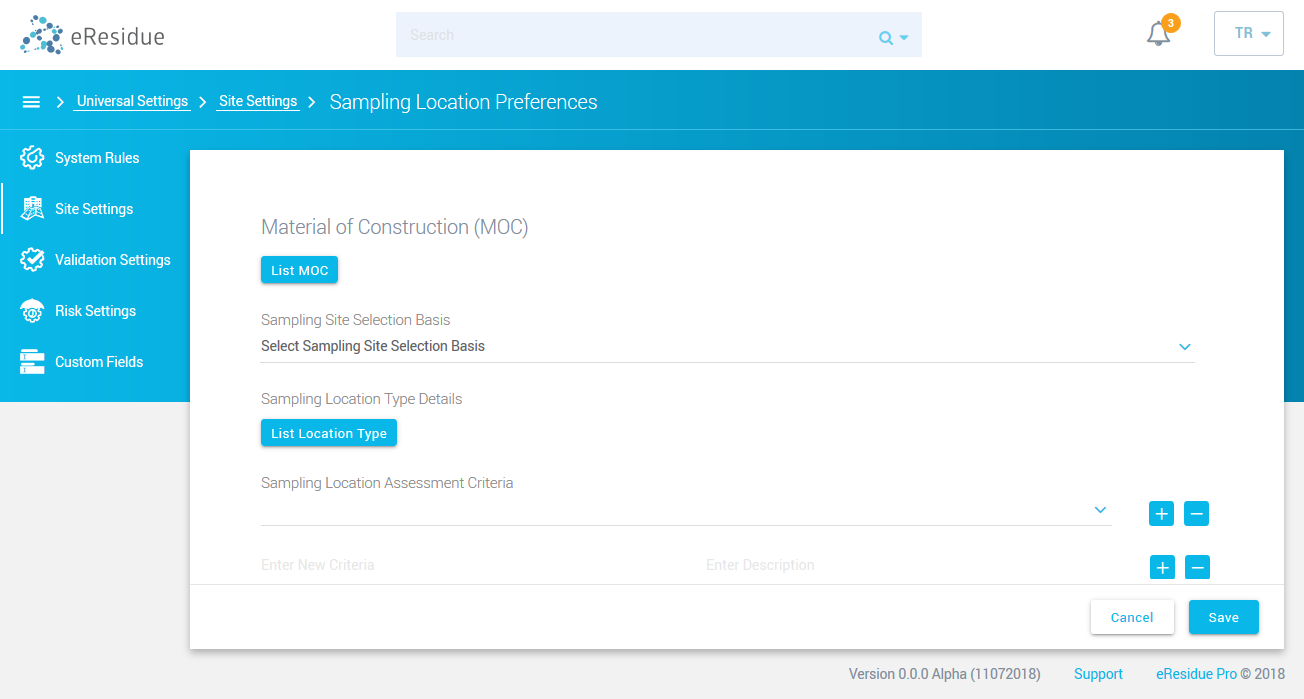 eResidue
Search
3
TR
Universal Settings
Site Settings
Sampling Location Preferences
System Rules
Site Settings
Validation Settings
Risk Settings
Custom Fields
Material of Construction (MOC)
List MOC
Sampling Site Selection Basis
Select Sampling Site Selection Basis
Sampling Location Type Details
List Location Type
Sampling Location Assessment Criteria
Enter New Criteria
Enter Description
Cancel
Save
Version 0.0.0 Alpha (11072018)
Support
eResidue Pro © 2018